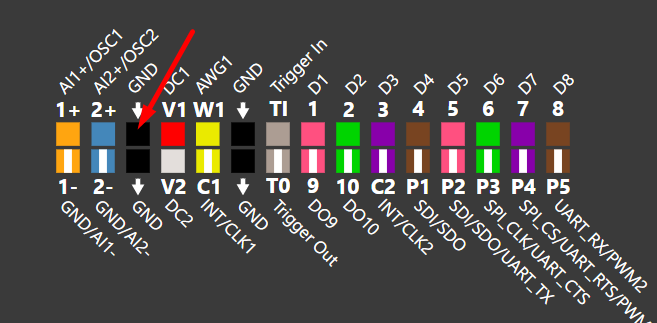 AI1+/OSC1 AI2+/OSC2 GND DC1 AWG1 GND Trigger In D1 D2 D3 D4 D5 D6 D7 D8
1+ 2+ V1 W1 TI 1 2 3 4 5 6 7 8
1- 2- V2 C1 T0 9 10 C2 P1 P2 P3 P4 P5
GND/AI1- GND/AI2- GND DC2 INT/CLK1 GND Trigger Out DO9 DO10 INT/CLK2 SDI/SDO SDI/SDO/UART_TX SPI_CLK/UART_CTS SPI_CS/UART_RTS/PWM UART_RX/PWM2